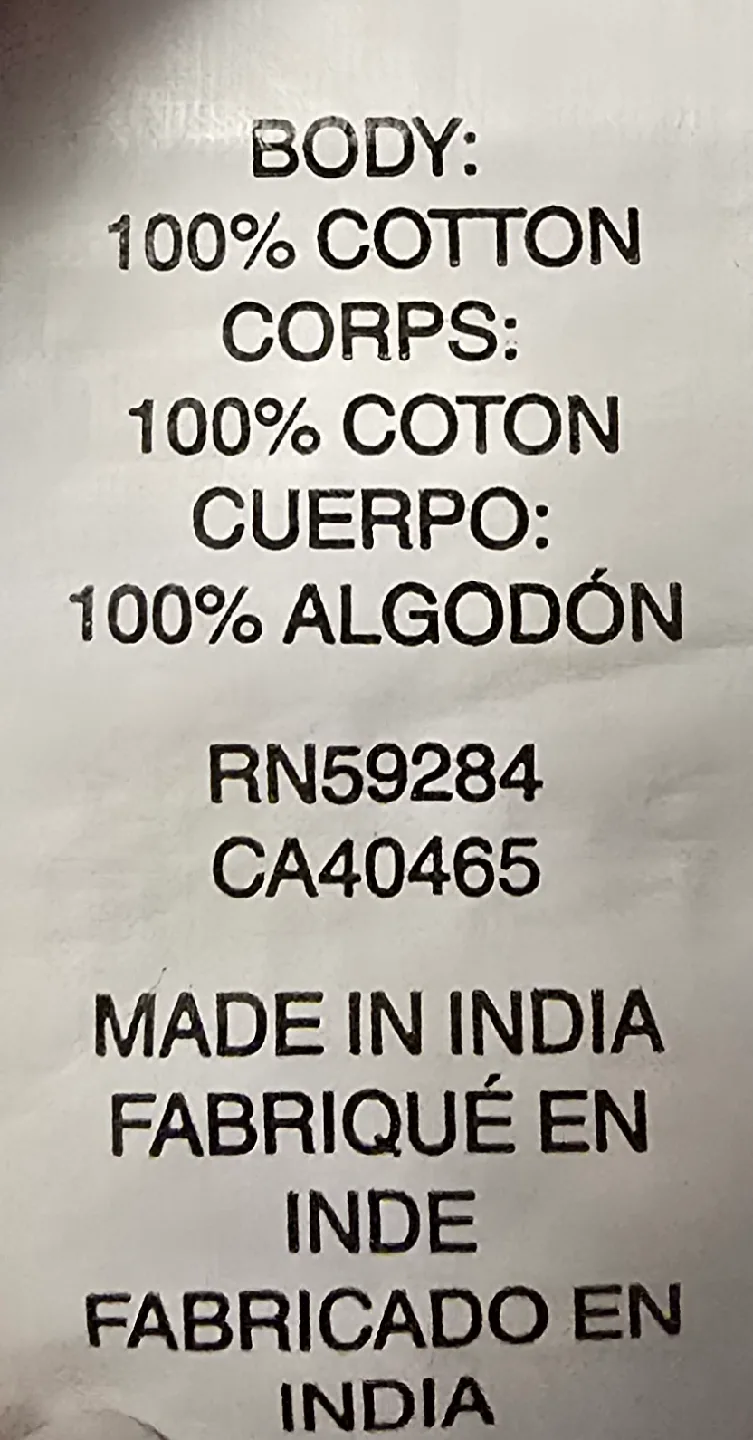 BODY:
100% COTTON
CORPS:
100% COTON
CUERPO:
100% ALGODÓN
RN59284
CA40465
MADE IN INDIA
FABRIQUÉ EN
INDE
FABRICADO EN
INDIA